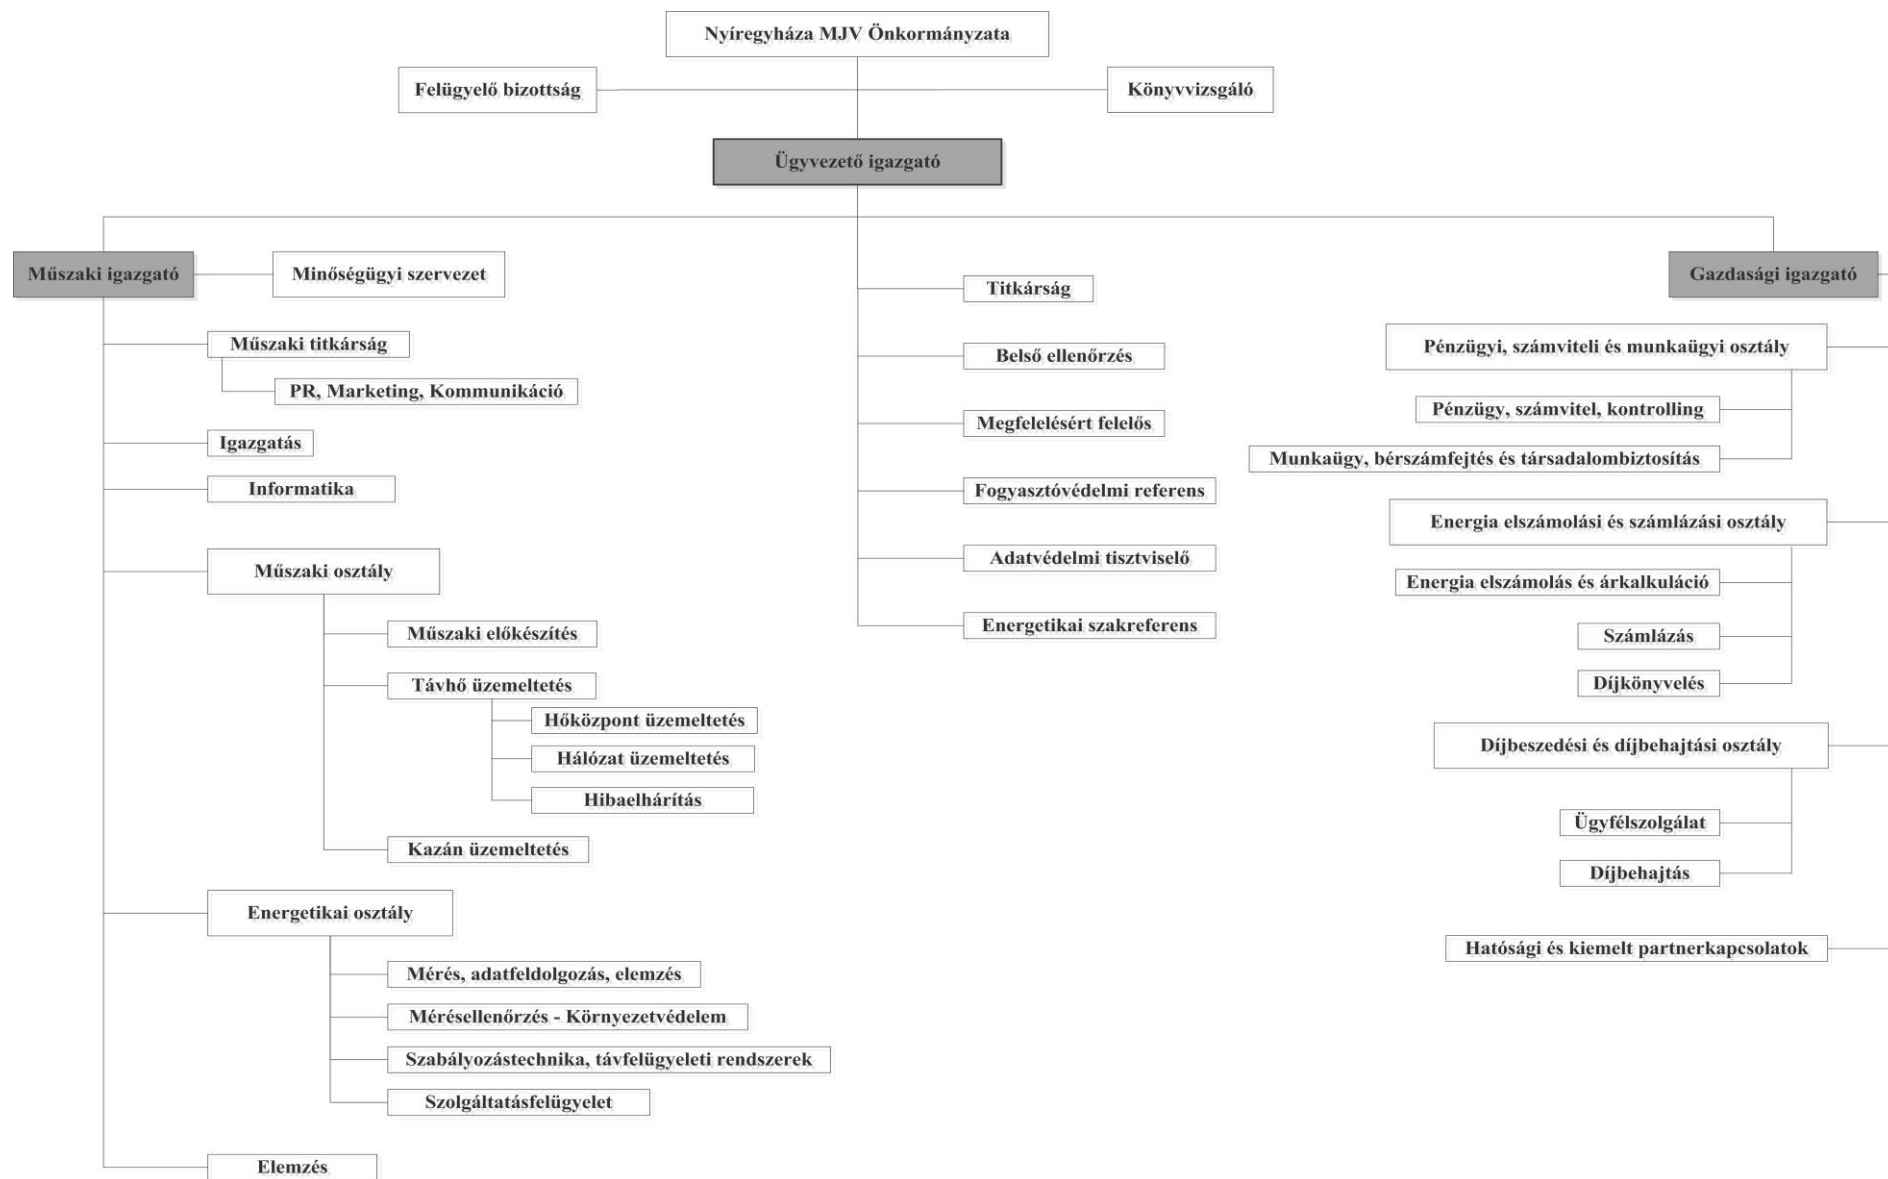 Nyíregyháza MJV Önkormányzata
Felügyelő bizottság
Könyvvizsgáló
Ügyvezető igazgató
Műszaki igazgató
Minőségügyi szervezet
Műszaki titkárság
PR, Marketing, Kommunikáció
Igazgatás
Informatika
Műszaki osztály
Műszaki előkészítés
Távhő üzemeltetés
Hőközpont üzemeltetés
Hálózat üzemeltetés
Hibaelhárítás
Kazán üzemeltetés
Energetikai osztály
Mérés, adatfeldolgozás, elemzés
Mérésellenőrzés - Környezetvédelem
Szabályozástechnika, távfelügyeleti rendszerek
Szolgáltatásfelügyelet
Elemzés
Titkárság
Belső ellenőrzés
Megfelelésért felelős
Fogyasztóvédelmi referens
Adatvédelmi tisztviselő
Energetikai szakreferens
Gazdasági igazgató
Pénzügyi, számviteli és munkaügyi osztály
Pénzügy, számvitel, kontrolling
Munkaügy, bérszámfejtés és társadalombiztosítás
Energia elszámolási és számlázási osztály
Energia elszámolás és árkalkuláció
Számlázás
Díjkönyvelés
Díjbeszedési és díjbehajtási osztály
Ügyfélszolgálat
Díjbehajtás
Hatósági és kiemelt partnerkapcsolatok